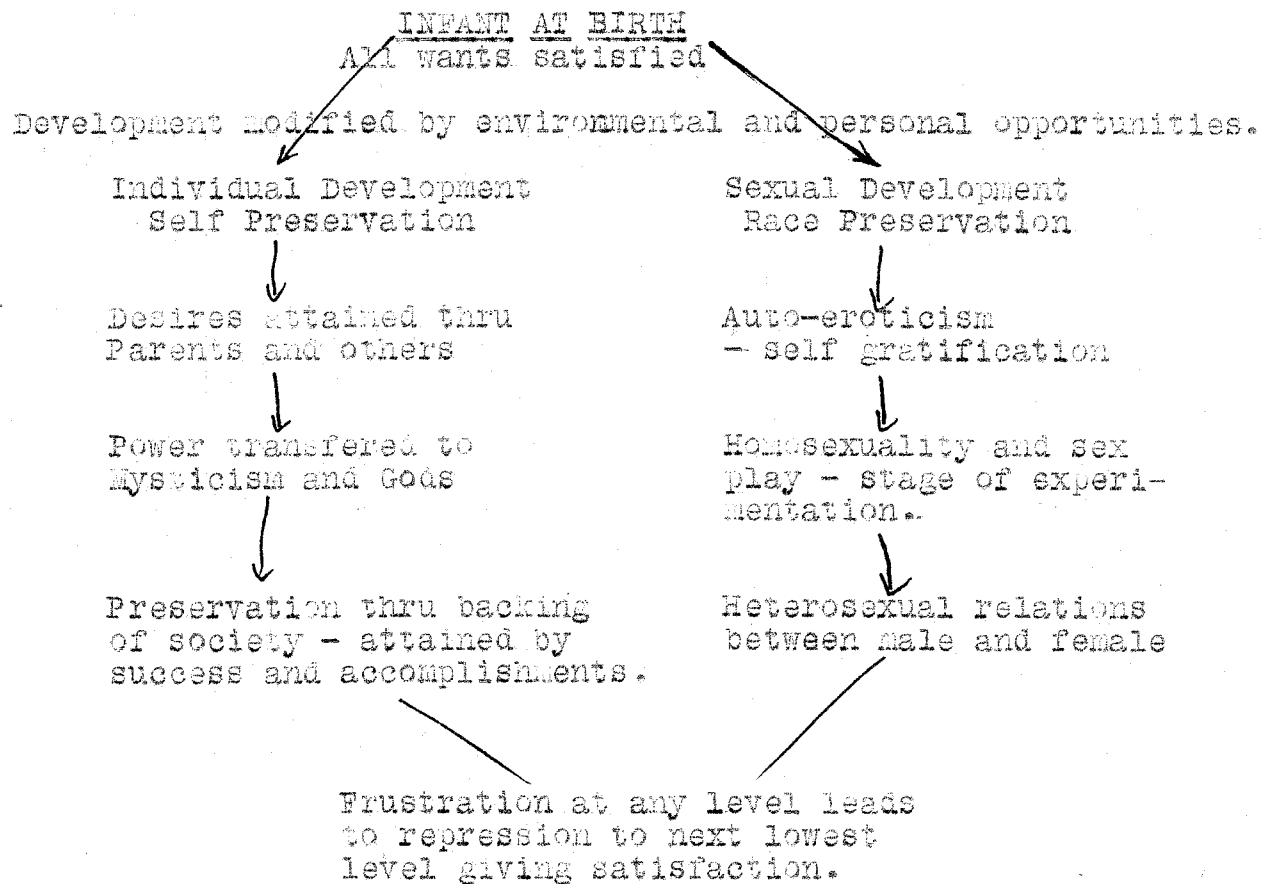 INFANT AT BIRTH
All wants satisfied
Development modified by environmental and personal opportunities.
Individual Development
Self Preservation
Sexual Development
Race Preservation
Desires attained thru
Parents and others
Auto-eroticism
- self gratification
Power transfered to
Mysticism and Gods
Homosexuality and sex
play - stage of experi-
mentation.
Preservation thru backing
of society - attained by
success and accomplishments.
Heterosexual relations
between male and female
Frustration at any level leads
to repression to next lowest
level giving satisfaction.